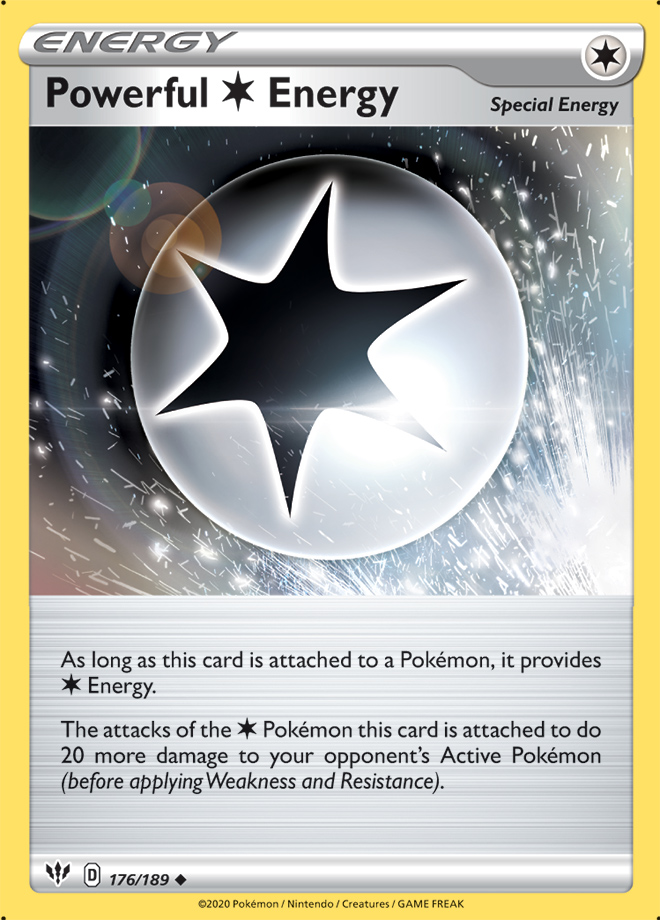 ENERGY
Powerful ✶ Energy
Special Energy
As long as this card is attached to a Pokémon, it provides
✶ Energy.
The attacks of the ✶ Pokémon this card is attached to do
20 more damage to your opponent's Active Pokémon
(before applying Weakness and Resistance).
D 176/189 ◆
©2020 Pokémon / Nintendo / Creatures / GAME FREAK